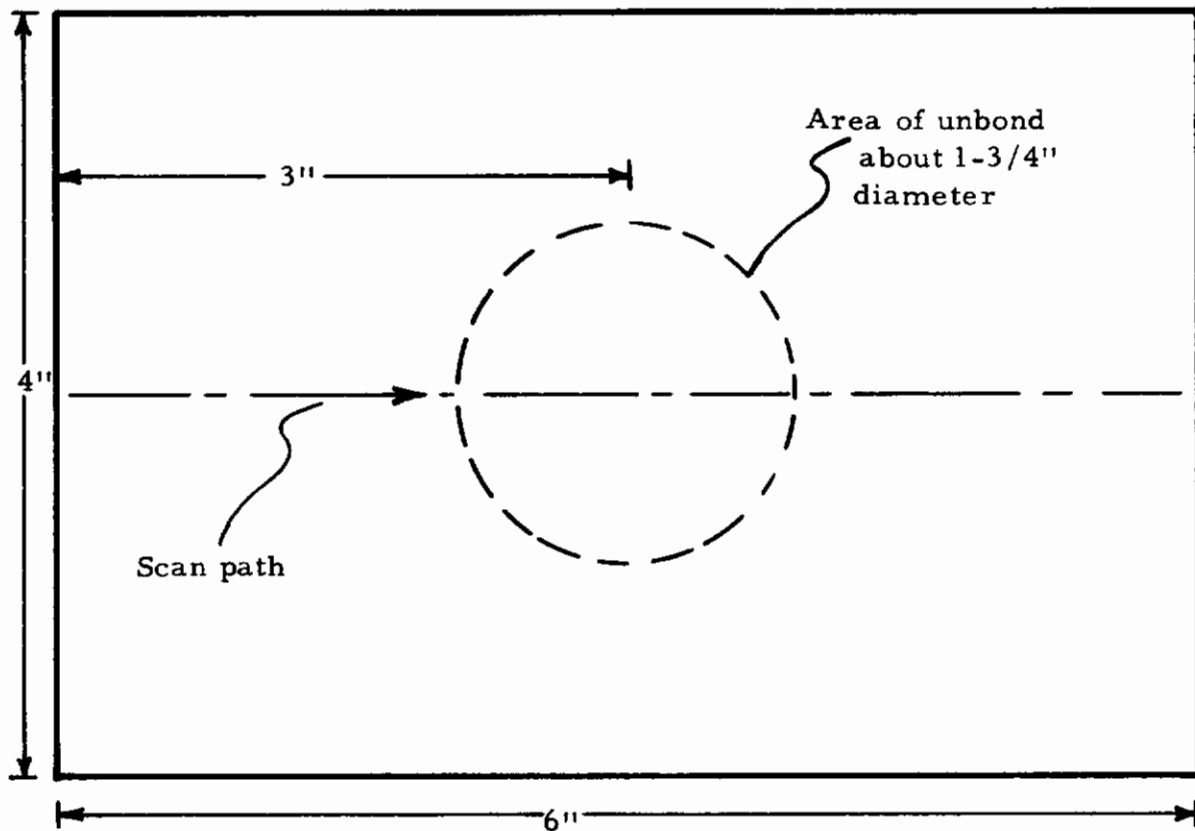 Area of unbond
about 1-3/4"
diameter
3"
4"
Scan path
6"